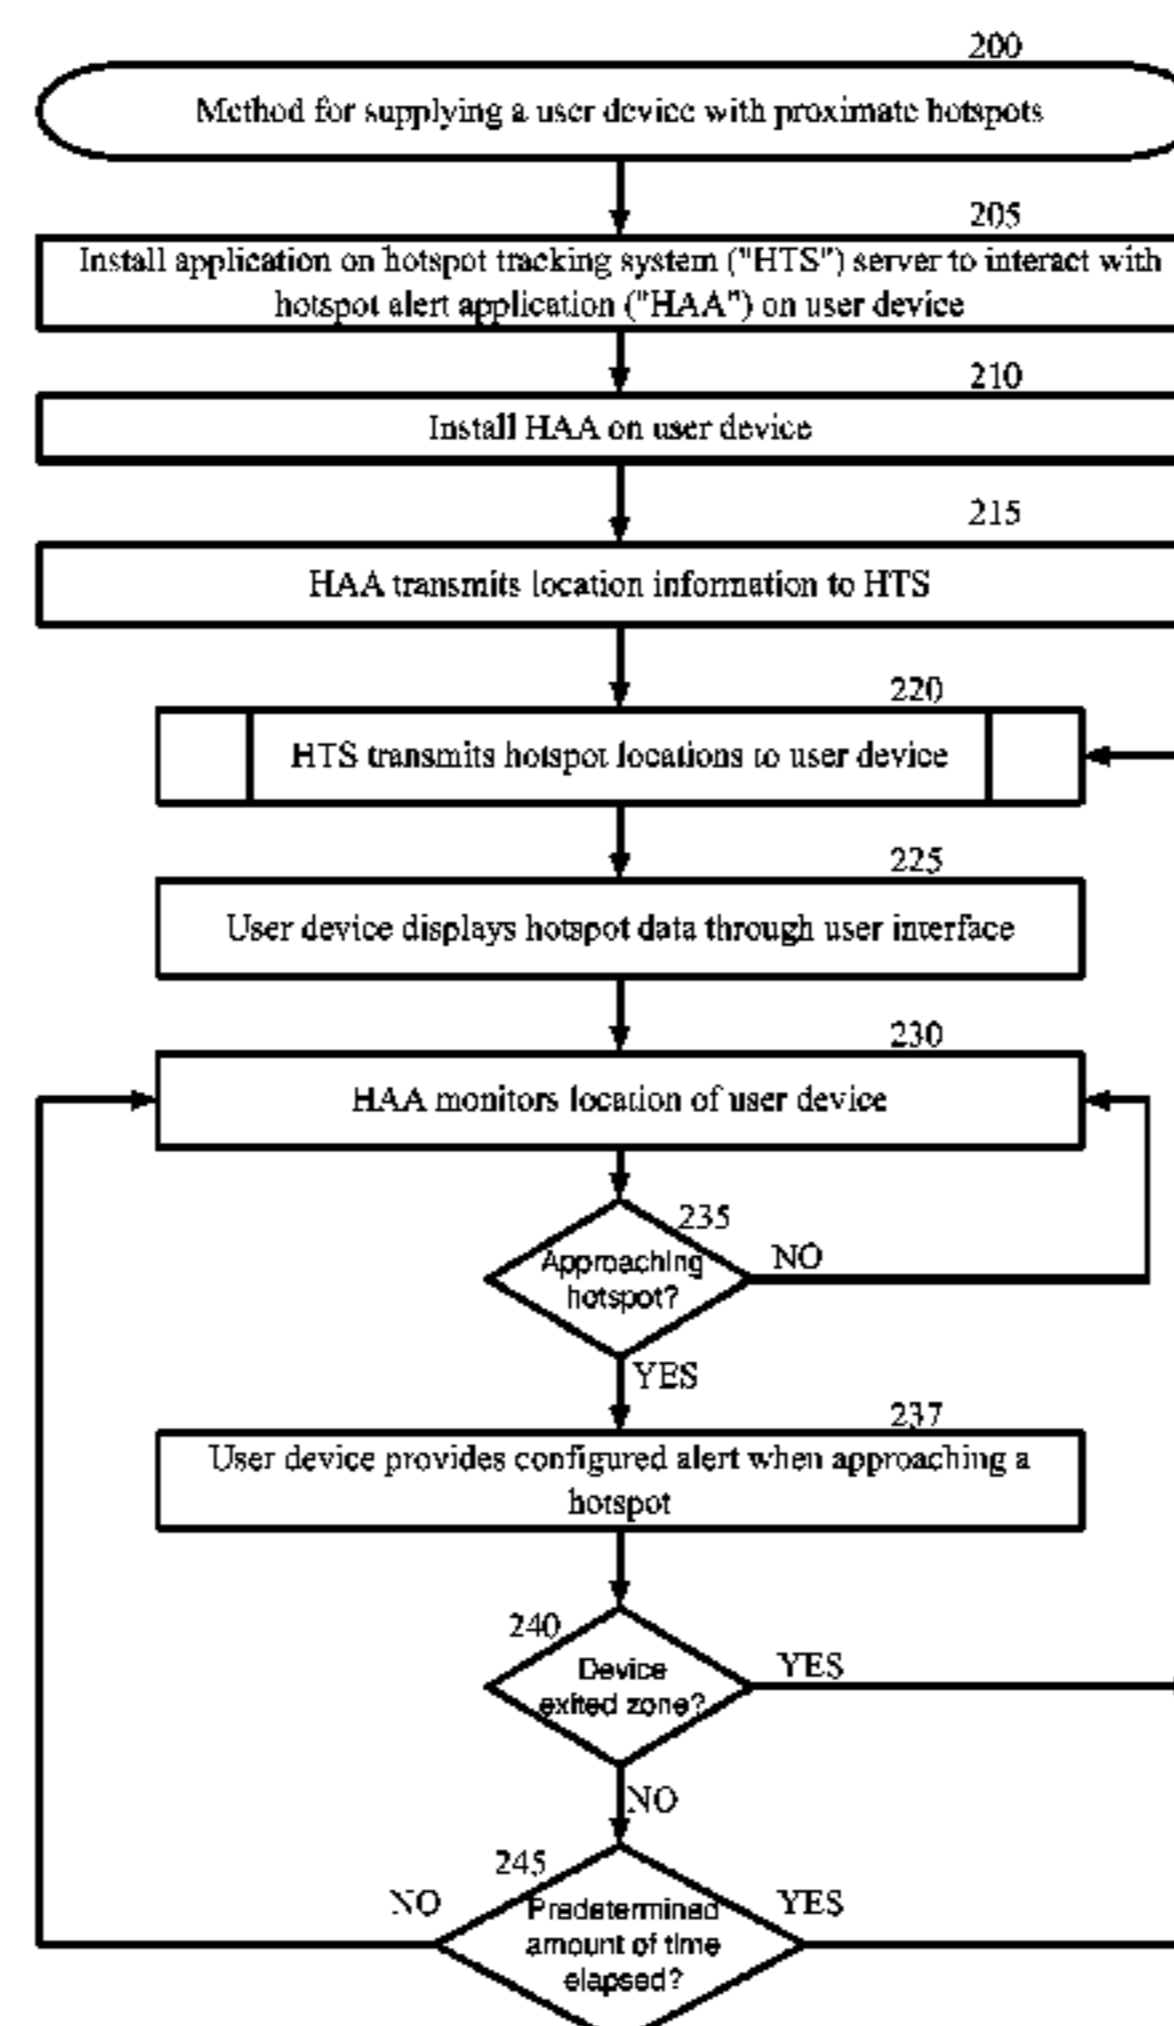 200
Method for supplying a user device with proximate hotspots
205
Install application on hotspot tracking system ("HTS") server to interact with
hotspot alert application ("HAA") on user device
210
Install HAA on user device
215
HAA transmits location information to HTS
220
HTS transmits hotspot locations to user device
225
User device displays hotspot data through user interface
230
HAA monitors location of user device
235
Approaching
hotspot?
NO
YES
237
User device provides configured alert when approaching a
hotspot
240
Device
exited zone?
YES
NO
245
NO
YES
Predetermined
amount of time
elapsed?